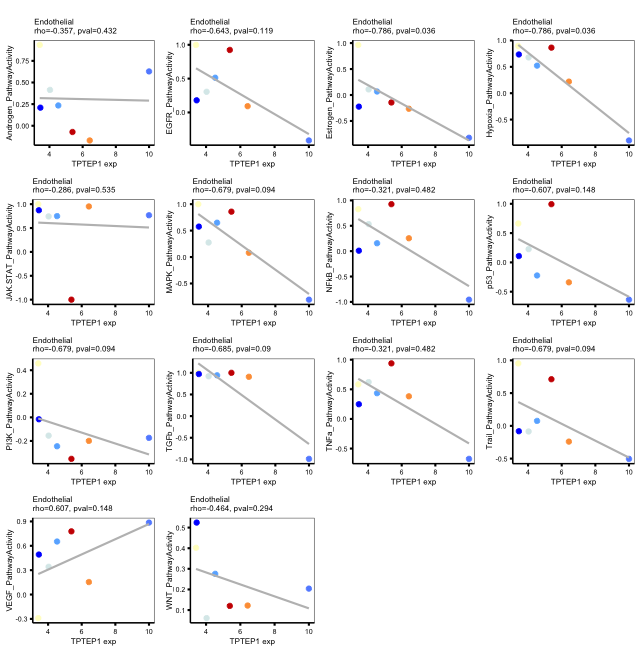 Endothelial
rho=-0.357, pval=0.432
Androgen_PathwayActivity
0.75
0.50
0.25
0.00
4 6 8 10
TPTEP1 exp
Endothelial
rho=-0.643, pval=0.119
EGFR_PathwayActivity
1.0
0.5
0.0
4 6 8 10
TPTEP1 exp
Endothelial
rho=-0.786, pval=0.036
Estrogen_PathwayActivity
1.0
0.5
0.0
-0.5
4 6 8 10
TPTEP1 exp
Endothelial
rho=-0.786, pval=0.036
Hypoxia_PathwayActivity
1.0
0.5
0.0
-0.5
4 6 8 10
TPTEP1 exp
Endothelial
rho=-0.286, pval=0.535
JAK-STAT_PathwayActivity
1.0
0.5
0.0
-0.5
-1.0
4 6 8 10
TPTEP1 exp
Endothelial
rho=-0.679, pval=0.094
MAPK_PathwayActivity
1.0
0.5
0.0
-0.5
4 6 8 10
TPTEP1 exp
Endothelial
rho=-0.321, pval=0.482
NFkB_PathwayActivity
1.0
0.5
0.0
-0.5
-1.0
4 6 8 10
TPTEP1 exp
Endothelial
rho=-0.607, pval=0.148
p53_PathwayActivity
1.0
0.5
0.0
-0.5
4 6 8 10
TPTEP1 exp
Endothelial
rho=-0.679, pval=0.094
PI3K_PathwayActivity
0.4
0.2
0.0
-0.2
4 6 8 10
TPTEP1 exp
Endothelial
rho=-0.685, pval=0.09
TGFb_PathwayActivity
1.0
0.5
0.0
-0.5
-1.0
4 6 8 10
TPTEP1 exp
Endothelial
rho=-0.321, pval=0.482
TNFa_PathwayActivity
1.0
0.5
0.0
-0.5
4 6 8 10
TPTEP1 exp
Endothelial
rho=-0.679, pval=0.094
Trail_PathwayActivity
1.0
0.5
0.0
-0.5
4 6 8 10
TPTEP1 exp
Endothelial
rho=0.607, pval=0.148
VEGF_PathwayActivity
0.9
0.6
0.3
0.0
-0.3
4 6 8 10
TPTEP1 exp
Endothelial
rho=-0.464, pval=0.294
WNT_PathwayActivity
0.5
0.4
0.3
0.2
0.1
4 6 8 10
TPTEP1 exp